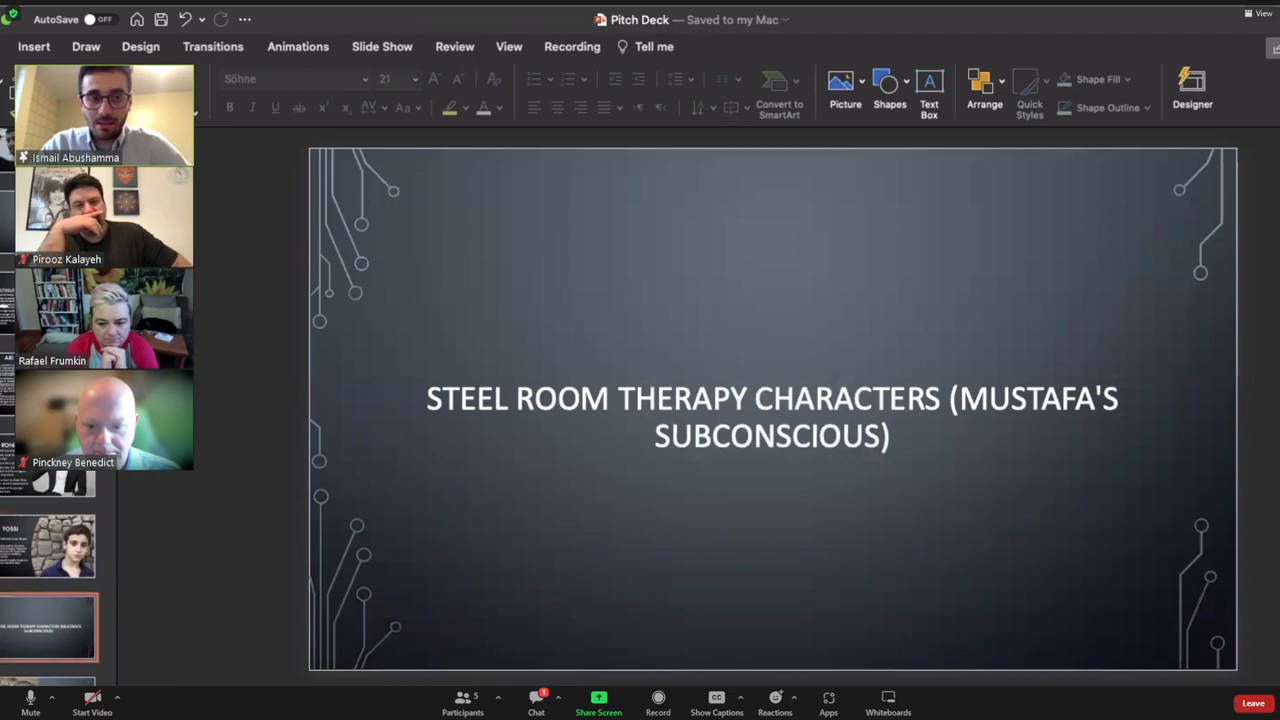 AutoSave
OFF
Pitch Deck — Saved to my Mac
View
Insert
Draw
Design
Transitions
Animations
Slide Show
Review
View
Recording
Tell me
Söhne
21
Convert to
SmartArt
Picture
Shapes
Text
Box
Arrange
Quick
Styles
Shape Fill
Shape Outline
Designer
Ismail Abushamma
Pirooz Kalayeh
Rafael Frumkin
Pinckney Benedict
STEEL ROOM THERAPY CHARACTERS (MUSTAFA'S
SUBCONSCIOUS)
YOSSI
Mute
Start Video
Participants
5
Chat
1
Share Screen
Record
Show Captions
Reactions
Apps
Whiteboards
Leave